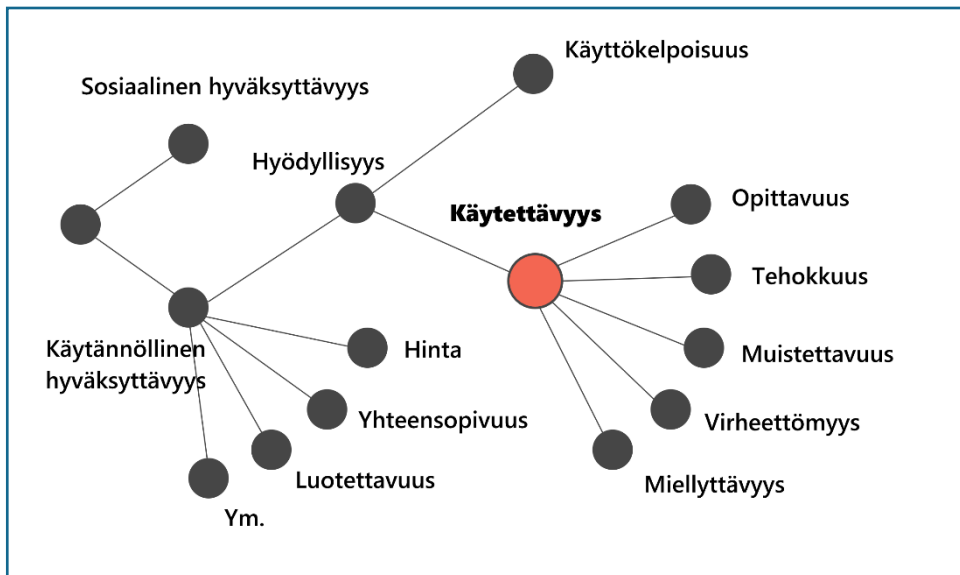 Käyttökelpoisuus
Sosiaalinen hyväksyttävyys
Hyödyllisyys
Käytettävyys
Opittavuus
Tehokkuus
Käytännöllinen
hyväksyttävyys
Hinta
Muistettavuus
Yhteensopivuus
Virheettömyys
Luotettavuus
Miellyttävyys
Ym.